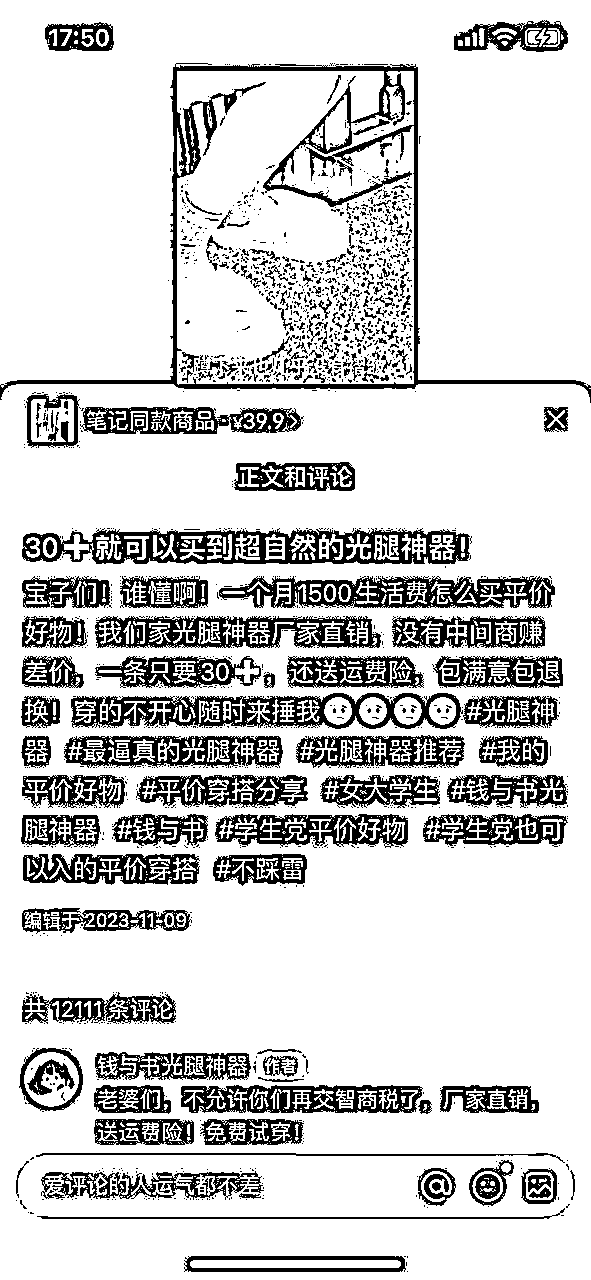 17:50
笔记同款商品·¥39.9>
正文和评论
30➕就可以买到超自然的光腿神器！
宝子们！谁懂啊！一个月1500生活费怎么买平价
好物！我们家光腿神器厂家直销，没有中间商赚
差价，一条只要30➕，还送运费险，包满意包退
换！穿的不开心随时来捶我🥺🥺🥺🥺 #光腿神
器 #最逼真的光腿神器 #光腿神器推荐 #我的
平价好物 #平价穿搭分享 #女大学生 #钱与书光
腿神器 #钱与书 #学生党平价好物 #学生党也可
以入的平价穿搭 #不踩雷
编辑于 2023-11-09
共 12111 条评论
钱与书光腿神器 作者
老婆们，不允许你们再交智商税了，厂家直销，
送运费险！免费试穿！
爱评论的人运气都不差